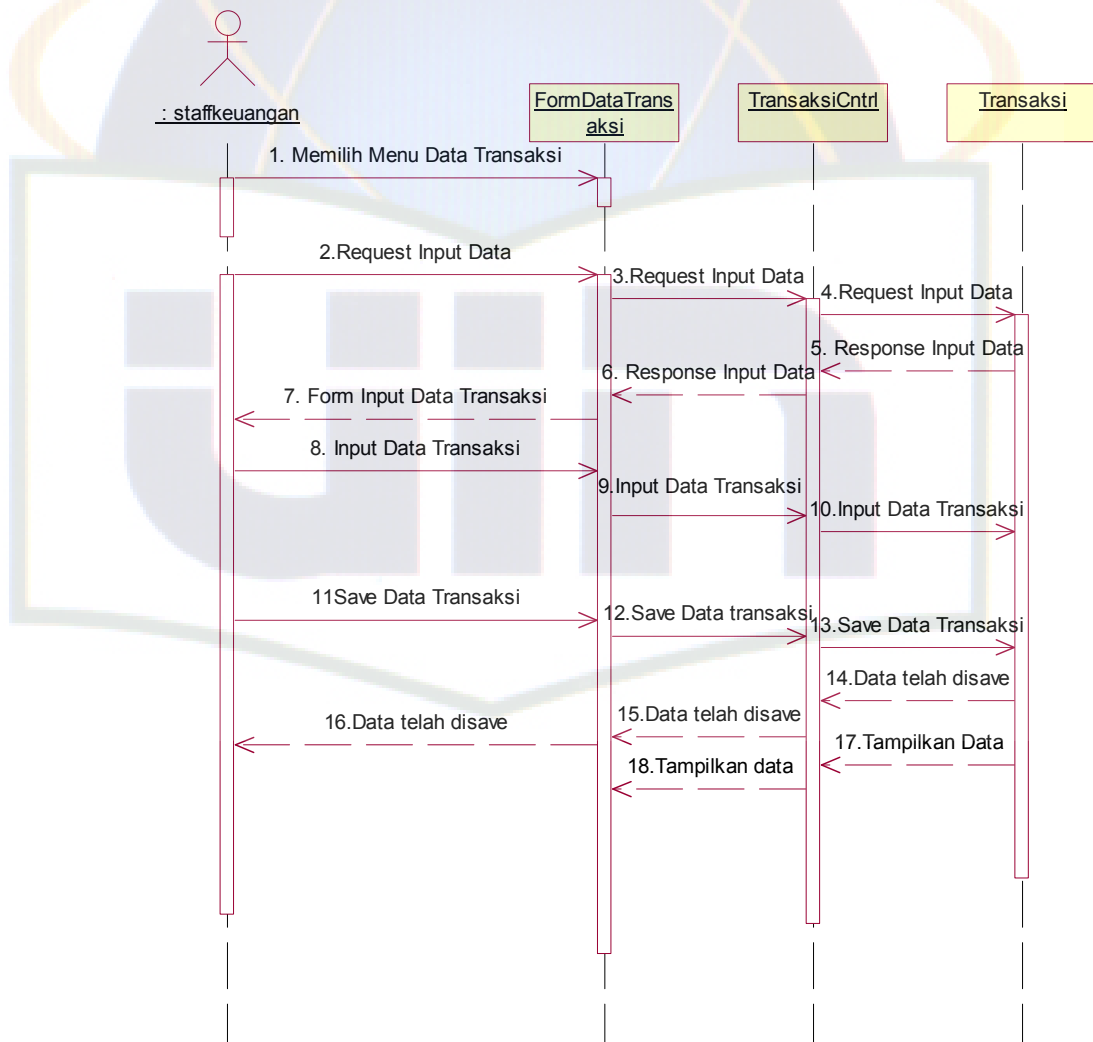 : staffkeuangan
FormDataTrans
aksi
TransaksiCntrl
Transaksi
1. Memilih Menu Data Transaksi
2.Request Input Data
3.Request Input Data
4.Request Input Data
5. Response Input Data
6. Response Input Data
7. Form Input Data Transaksi
8. Input Data Transaksi
9.Input Data Transaksi
10.Input Data Transaksi
11Save Data Transaksi
12.Save Data transaksi
13.Save Data Transaksi
14.Data telah disave
15.Data telah disave
16.Data telah disave
17.Tampilkan Data
18.Tampilkan data
uin